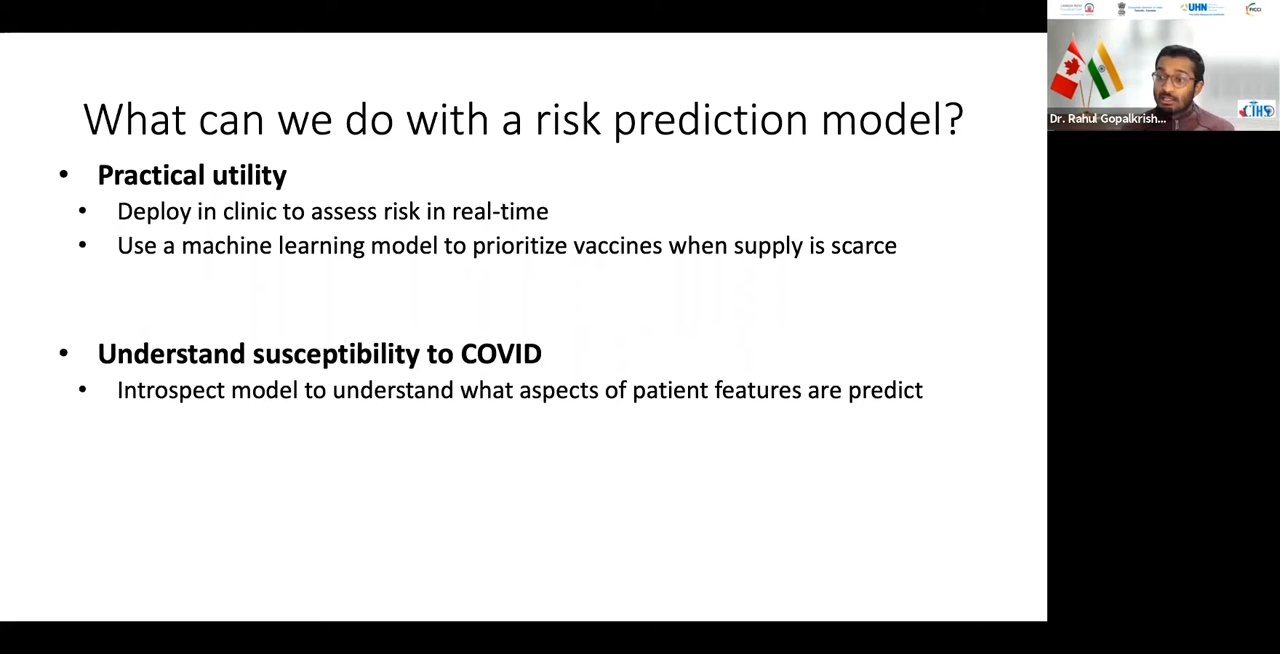 What can we do with a risk prediction model?
• Practical utility
• Deploy in clinic to assess risk in real-time
• Use a machine learning model to prioritize vaccines when supply is scarce
• Understand susceptibility to COVID
• Introspect model to understand what aspects of patient features are predict
UHN
FICCI
Dr. Rahul Gopalkrish...